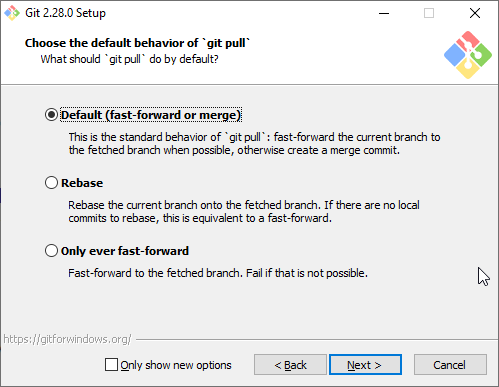 Git 2.28.0 Setup
Choose the default behavior of `git pull`
What should `git pull` do by default?
Default (fast-forward or merge)
This is the standard behavior of `git pull`: fast-forward the current branch to
the fetched branch when possible, otherwise create a merge commit.
Rebase
Rebase the current branch onto the fetched branch. If there are no local
commits to rebase, this is equivalent to a fast-forward.
Only ever fast-forward
Fast-forward to the fetched branch. Fail if that is not possible.
https://gitforwindows.org/
Only show new options
< Back
Next >
Cancel